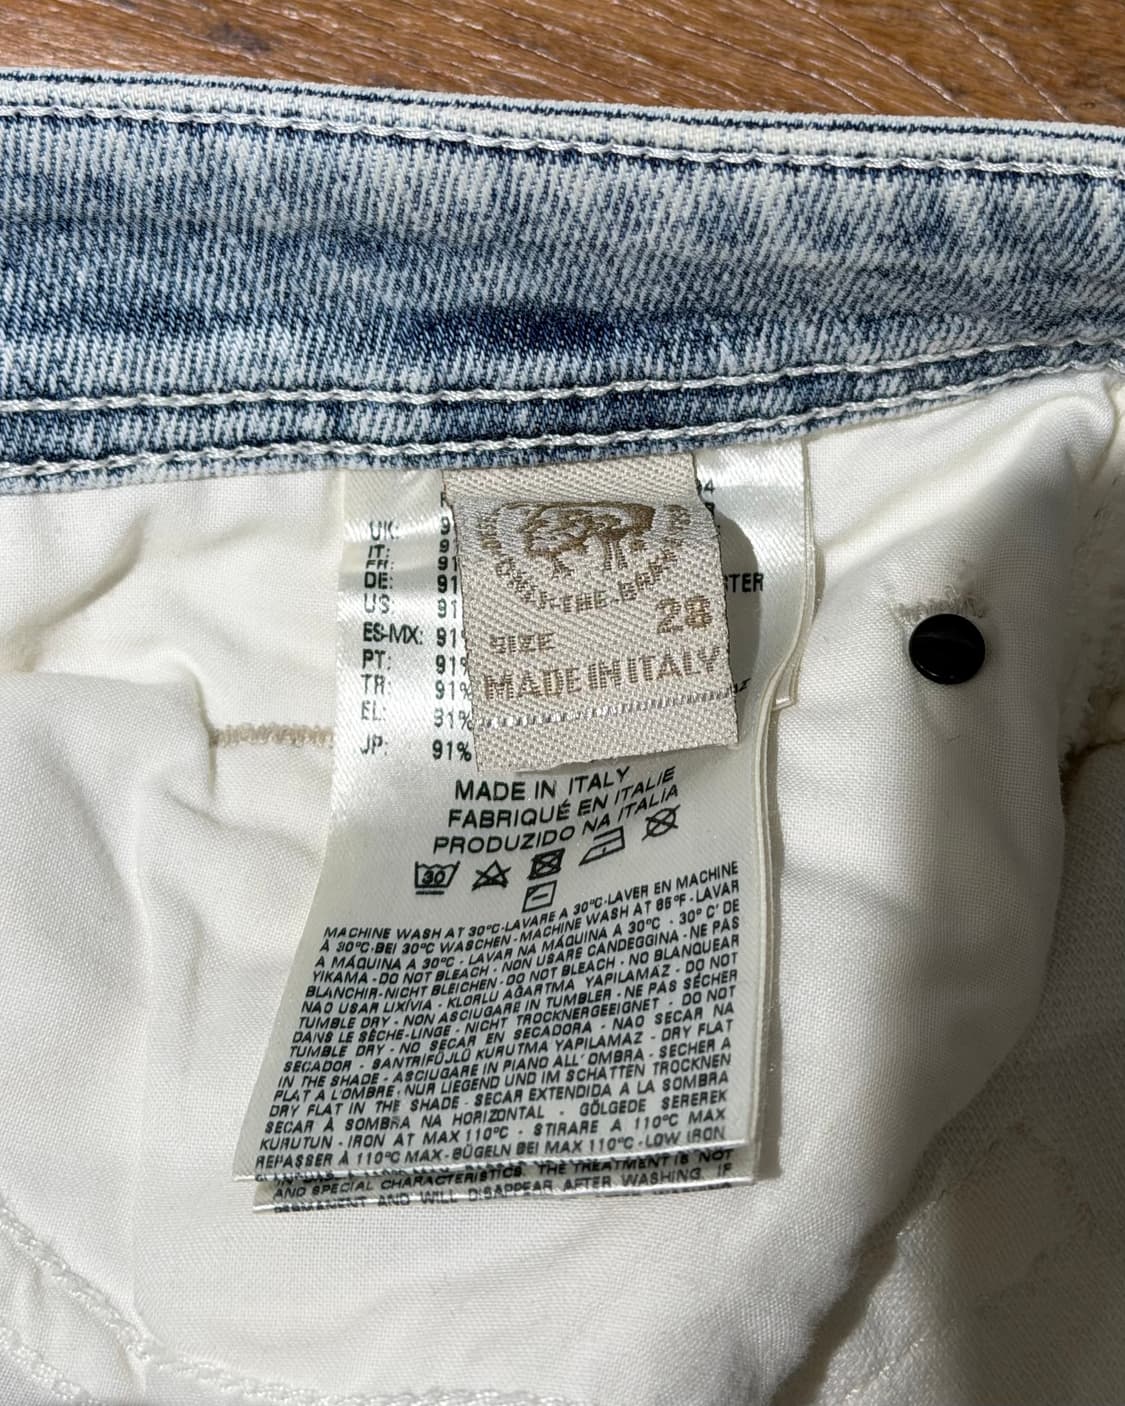 ONLY-THE-BRAVE
SIZE 28
MADE IN ITALY
UK:
IT:
FR: 91
DE: 91
US: 91
ES-MX: 91%
PT: 91%
TR: 91%
EL: 91%
JP: 91%
MADE IN ITALY
FABRIQUÉ EN ITALIE
PRODUZIDO NA ITALIA
30
MACHINE WASH AT 30°C-LAVARE A 30°C-LAVER EN MACHINE
À 30°C-BEI 30°C WASCHEN-MACHINE WASH AT 85°F-LAVAR
A MÁQUINA A 30°C - LAVAR NA MÁQUINA A 30°C - 30°C' DE
YIKAMA-DO NOT BLEACH - NON USARE CANDEGGINA-NE PAS
BLANCHIR-NICHT BLEICHEN-DO NOT BLEACH-NO BLANQUEAR
NAO USAR LIXÍVIA - KLORLU AĞARTMA YAPILAMAZ - DO NOT
TUMBLE DRY - NON ASCIUGARE IN TUMBLER - NE PAS SÉCHER
DANS LE SÈCHE-LINGE - NICHT TROCKNERGEEIGNET - DO NOT
TUMBLE DRY - NO SECAR EN SECADORA - NAO SECAR NA
SECADOR - SANTRİFÜJLÜ KURUTMA YAPILAMAZ - DRY FLAT
IN THE SHADE - ASCIUGARE IN PIANO ALL' OMBRA - SECHER A
PLAT A L'OMBRE-NUR LIEGEND UND IM SCHATTEN TROCKNEN
DRY FLAT IN THE SHADE - SECAR EXTENDIDA A LA SOMBRA
SECAR À SOMBRA NA HORIZONTAL - GÖLGEDE SEREREK
KURUTUN - IRON AT MAX 110°C - STIRARE A 110°C MAX
REPASSER À 110°C MAX-BÜGELN BEI MAX 110°C-LOW IRON
AND SPECIAL CHARACTERISTICS. THE TREATMENT IS NOT
PERMANENT AND WILL DISAPPEAR AFTER WASHING. IF